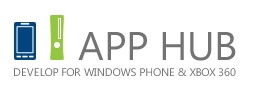 APP HUB
DEVELOP FOR WINDOWS PHONE & XBOX 360